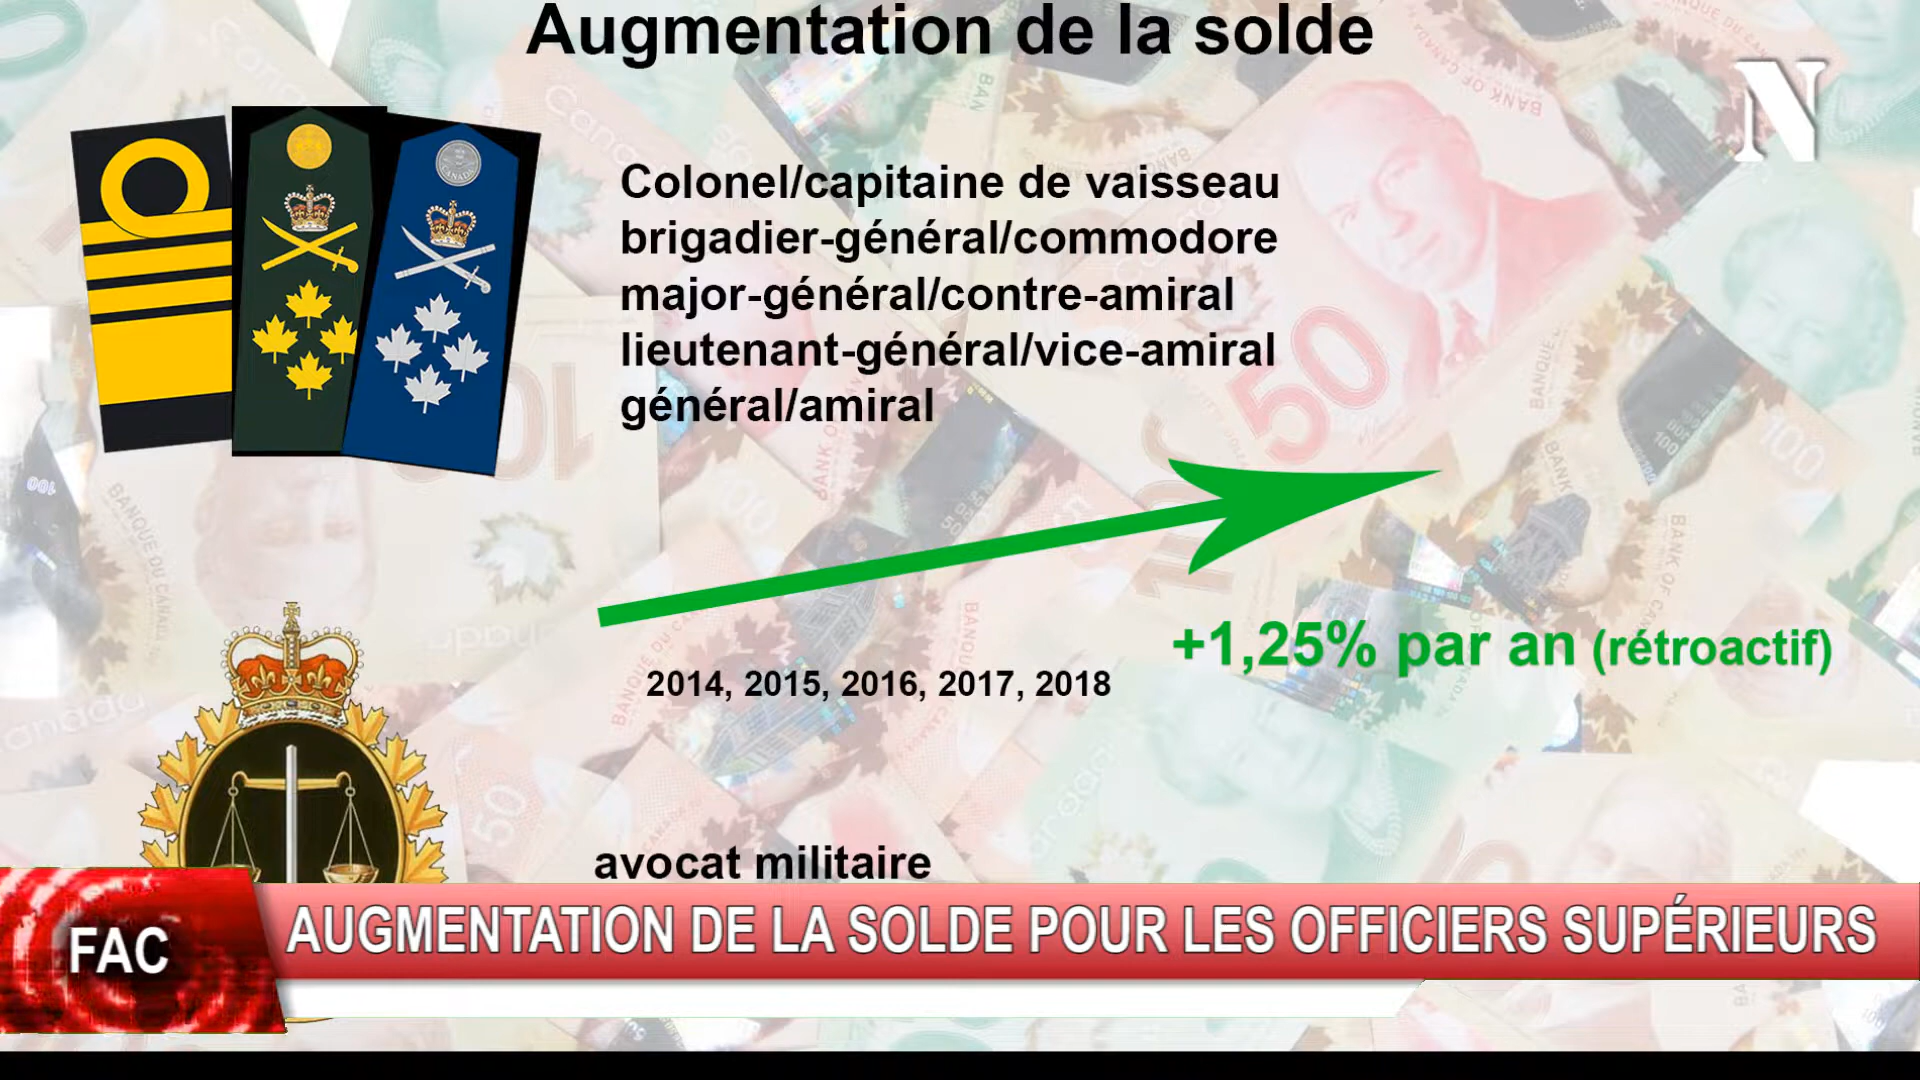 Augmentation de la solde
N
Colonel/capitaine de vaisseau
brigadier-général/commodore
major-général/contre-amiral
lieutenant-général/vice-amiral
général/amiral
50
+1,25% par an (rétroactif)
2014, 2015, 2016, 2017, 2018
avocat militaire
FAC
AUGMENTATION DE LA SOLDE POUR LES OFFICIERS SUPÉRIEURS